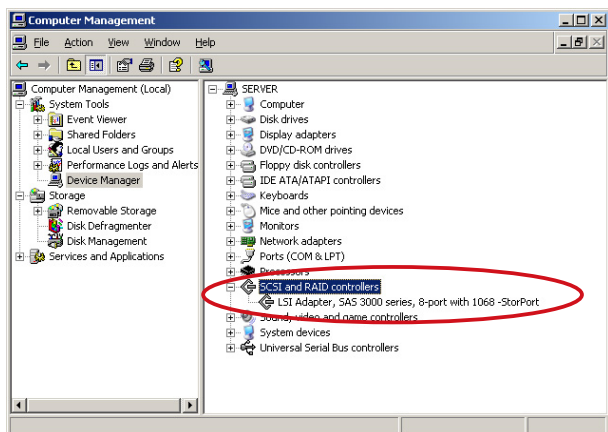 Computer Management
File Action View Window Help
Computer Management (Local)
System Tools
Event Viewer
Shared Folders
Local Users and Groups
Performance Logs and Alerts
Device Manager
Storage
Removable Storage
Disk Defragmenter
Disk Management
Services and Applications
SERVER
Computer
Disk drives
Display adapters
DVD/CD-ROM drives
Floppy disk controllers
IDE ATA/ATAPI controllers
Keyboards
Mice and other pointing devices
Monitors
Network adapters
Ports (COM & LPT)
Processors
SCSI and RAID controllers
LSI Adapter, SAS 3000 series, 8-port with 1068 -StorPort
Sound, video and game controllers
System devices
Universal Serial Bus controllers